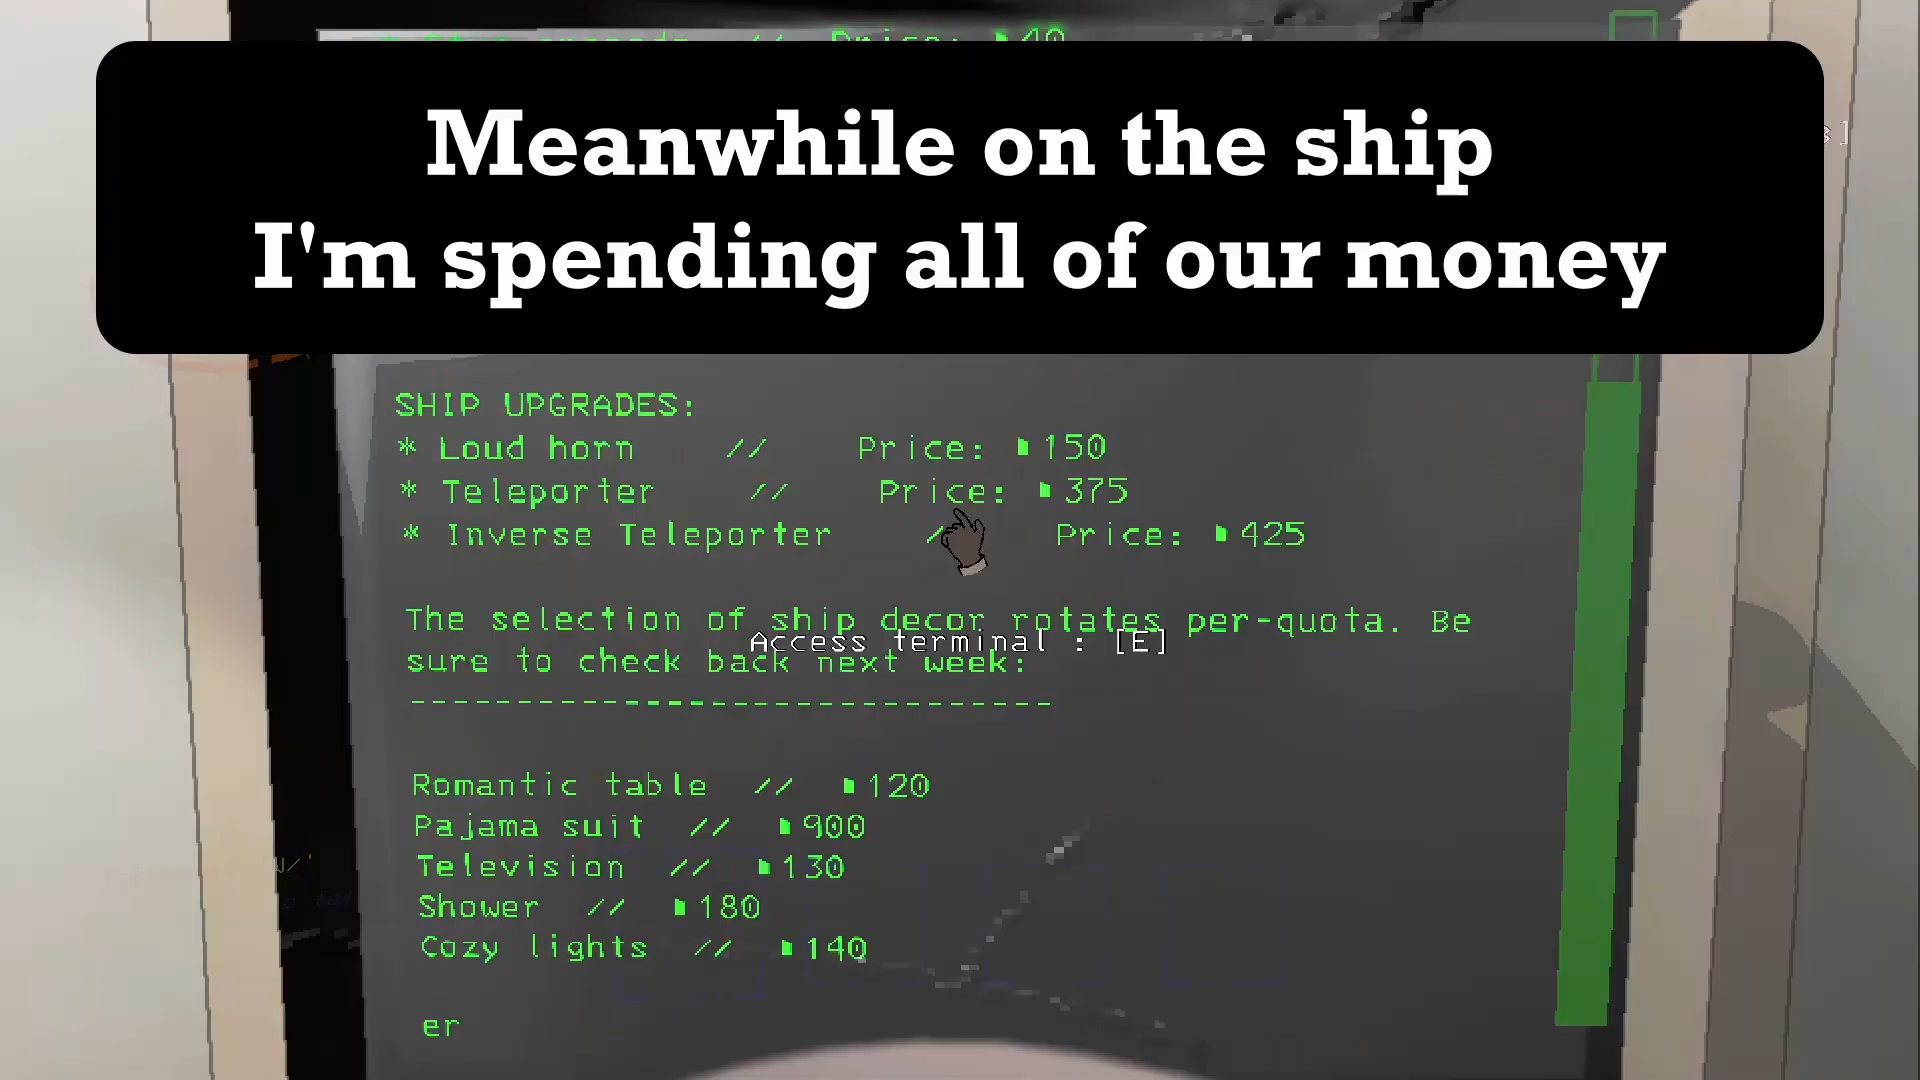 Price: 40
Meanwhile on the ship
I'm spending all of our money
SHIP UPGRADES:
* Loud horn // Price: 150
* Teleporter // Price: 375
* Inverse Teleporter / Price: 425
The selection of ship decor rotates per-quota. Be
Access terminal : [E]
sure to check back next week:
------------------------------
Romantic table // 120
Pajama suit // 900
Television // 130
Shower // 180
Cozy lights // 140
er